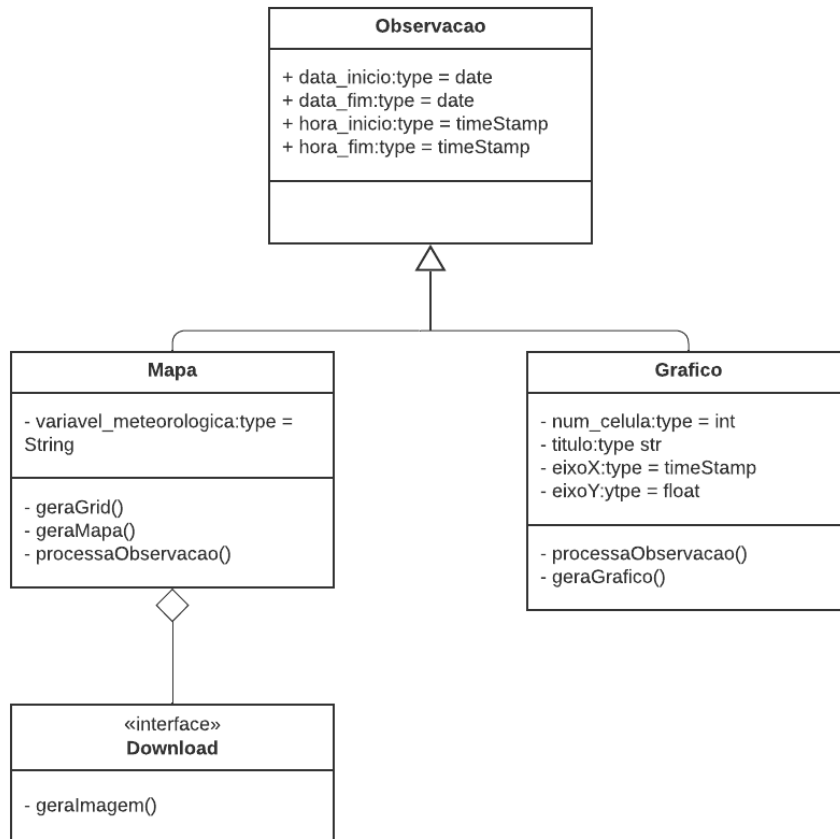 Observacao
+ data_inicio:type = date
+ data_fim:type = date
+ hora_inicio:type = timeStamp
+ hora_fim:type = timeStamp
Mapa
- variavel_meteorologica:type =
String
- geraGrid()
- geraMapa()
- processaObservacao()
Grafico
- num_celula:type = int
- titulo:type str
- eixoX:type = timeStamp
- eixoY:ytpe = float
- processaObservacao()
- geraGrafico()
«interface»
Download
- geraImagem()